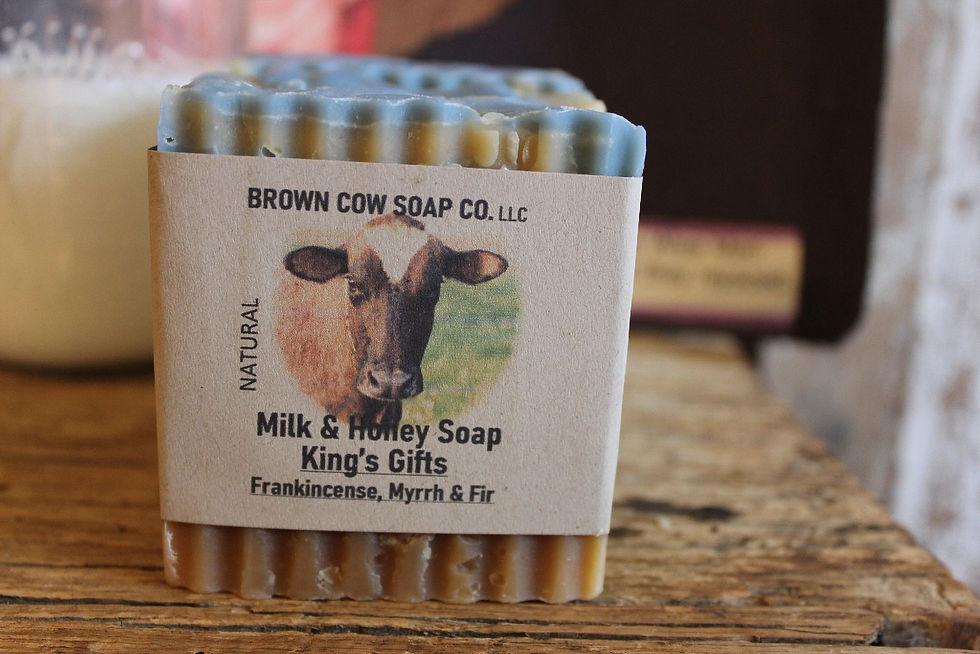 BROWN COW SOAP CO. LLC
NATURAL
Milk & Honey Soap
King's Gifts
Frankincense, Myrrh & Fir